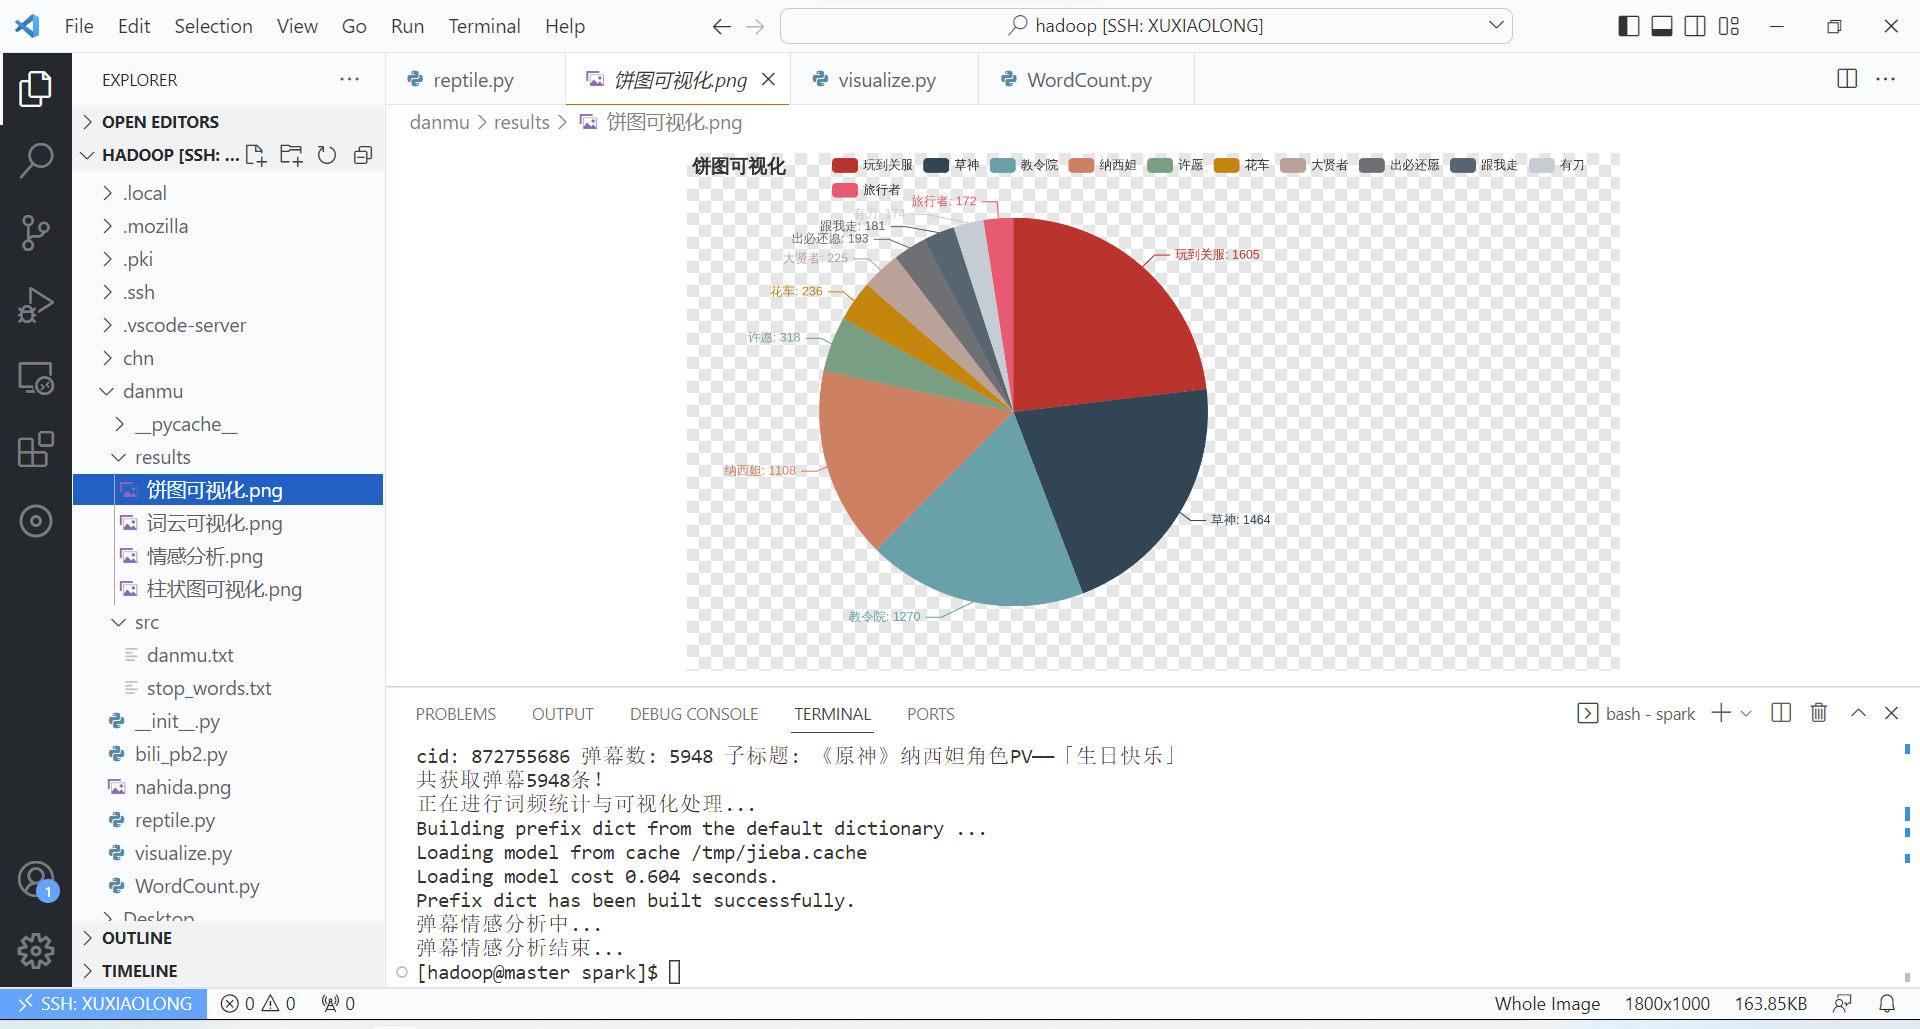 File Edit Selection View Go Run Terminal Help
hadoop [SSH: XUXIAOLONG]
EXPLORER
reptile.py
饼图可视化.png
visualize.py
WordCount.py
OPEN EDITORS
HADOOP [SSH: ...
danmu results 饼图可视化.png
.local
.mozilla
.pki
.ssh
.vscode-server
chn
danmu
__pycache__
results
饼图可视化.png
词云可视化.png
情感分析.png
柱状图可视化.png
src
danmu.txt
stop_words.txt
__init__.py
bili_pb2.py
nahida.png
reptile.py
visualize.py
WordCount.py
Desktop
OUTLINE
TIMELINE
饼图可视化
玩到关服 草神 教令院 纳西妲 许愿 花车 大贤者 出必还愿 跟我走 有刀
旅行者
旅行者: 172
有刀: 174
跟我走: 181
出必还愿: 193
大贤者: 225
花车: 236
许愿: 318
纳西妲: 1108
教令院: 1270
玩到关服: 1605
草神: 1464
PROBLEMS OUTPUT DEBUG CONSOLE TERMINAL PORTS
bash - spark
cid: 872755686 弹幕数: 5948 子标题: 《原神》纳西妲角色PV——「生日快乐」
共获取弹幕5948条!
正在进行词频统计与可视化处理...
Building prefix dict from the default dictionary ...
Loading model from cache /tmp/jieba.cache
Loading model cost 0.604 seconds.
Prefix dict has been built successfully.
弹幕情感分析中...
弹幕情感分析结束...
[hadoop@master spark]$
1
SSH: XUXIAOLONG 0 0 0
Whole Image 1800x1000 163.85KB